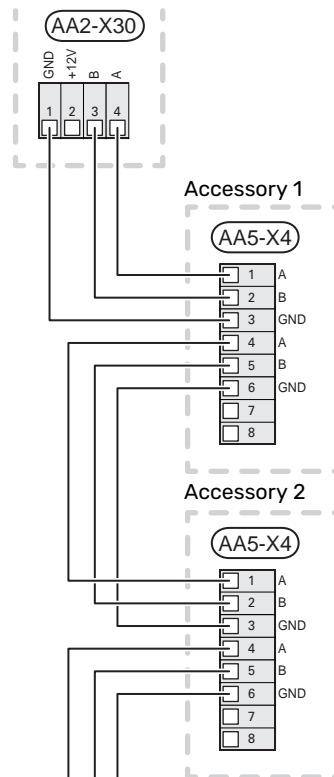 AA2-X30
GND +12V B A
1 2 3 4
Accessory 1
AA5-X4
1 A
2 B
3 GND
4 A
5 B
6 GND
7
8
Accessory 2
AA5-X4
1 A
2 B
3 GND
4 A
5 B
6 GND
7
8